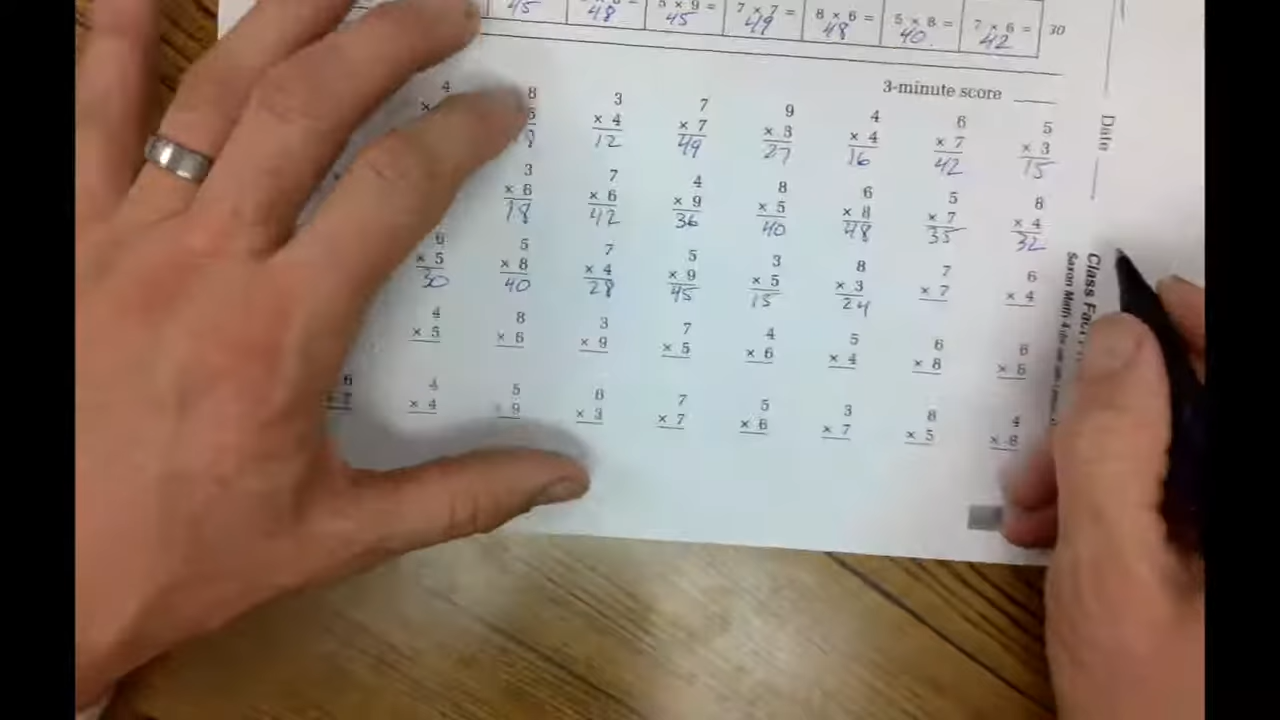 45 48 5 × 9 = 7 × 7 = 8 × 6 = 5 × 8 = 7 × 6 = 30
45 49 48 40 42
3-minute score
Date
4 8 3 7 9 4 6 5
× × 4 × 7 × 3 × 4 × 7 × 3
12 49 27 16 42 15
3 7 4 8 6 5 8
× 6 × 6 × 9 × 5 × 8 × 7 × 4
18 42 36 40 48 35 32
6 5 7 5 3 8 7 6
× 5 × 8 × 4 × 9 × 5 × 3 × 7 × 4
30 40 28 45 15 24
4 8 3 7 4 5 6
× 5 × 6 × 9 × 5 × 6 × 4 × 8
4 5 7 5 3 8 4
× 4 × 9 × 3 × 7 × 6 × 7 × 5 × 8
Class
Saxon Math 4